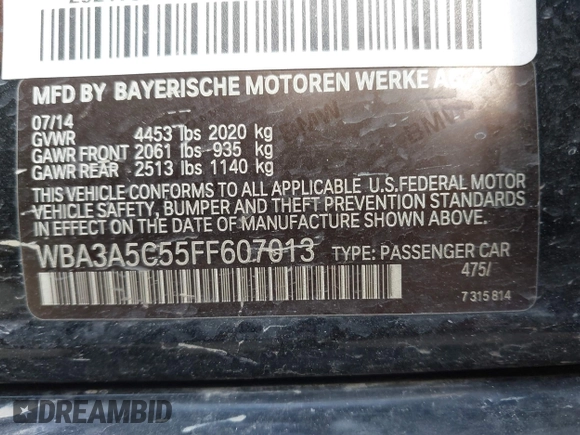 MFD BY BAYERISCHE MOTOREN WERKE AG
07/14
GVWR 4453 lbs 2020 kg
GAWR FRONT 2061 lbs 935 kg
GAWR REAR 2513 lbs 1140 kg
THIS VEHICLE CONFORMS TO ALL APPLICABLE U.S.FEDERAL MOTOR
VEHICLE SAFETY, BUMPER AND THEFT PREVENTION STANDARDS
IN EFFECT ON THE DATE OF MANUFACTURE SHOWN ABOVE.
WBA3A5C55FF607013 TYPE: PASSENGER CAR
475/
7 315 814
DREAMBID